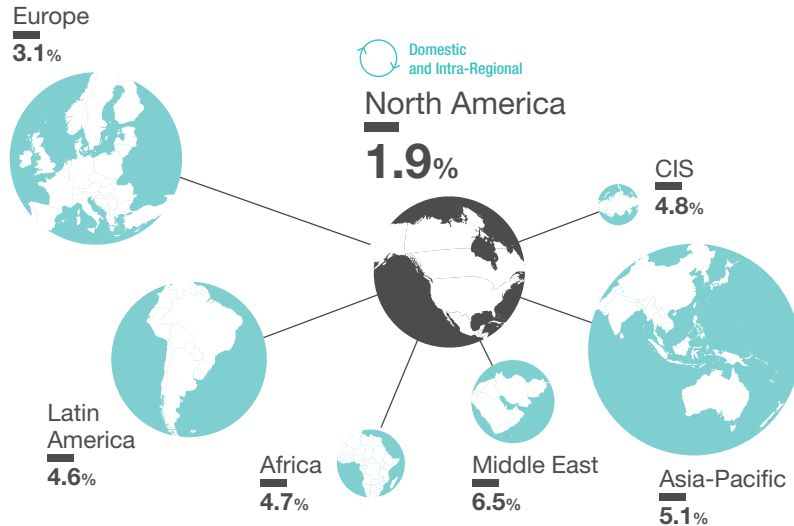 Europe
3.1%
Domestic
and Intra-Regional
North America
1.9%
CIS
4.8%
Latin
America
4.6%
Africa
4.7%
Middle East
6.5%
Asia-Pacific
5.1%